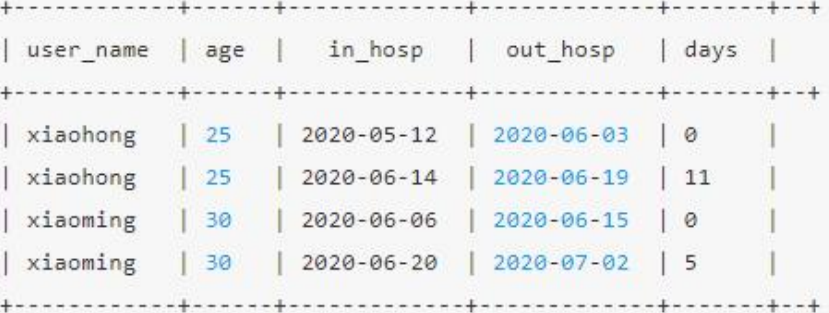 +-------------+------+-------------+-------------+-------+--+
| user_name | age | in_hosp | out_hosp | days |
+-------------+------+-------------+-------------+-------+--+
| xiaohong | 25 | 2020-05-12 | 2020-06-03 | 0 |
| xiaohong | 25 | 2020-06-14 | 2020-06-19 | 11 |
| xiaoming | 30 | 2020-06-06 | 2020-06-15 | 0 |
| xiaoming | 30 | 2020-06-20 | 2020-07-02 | 5 |
+-------------+------+-------------+-------------+-------+--+